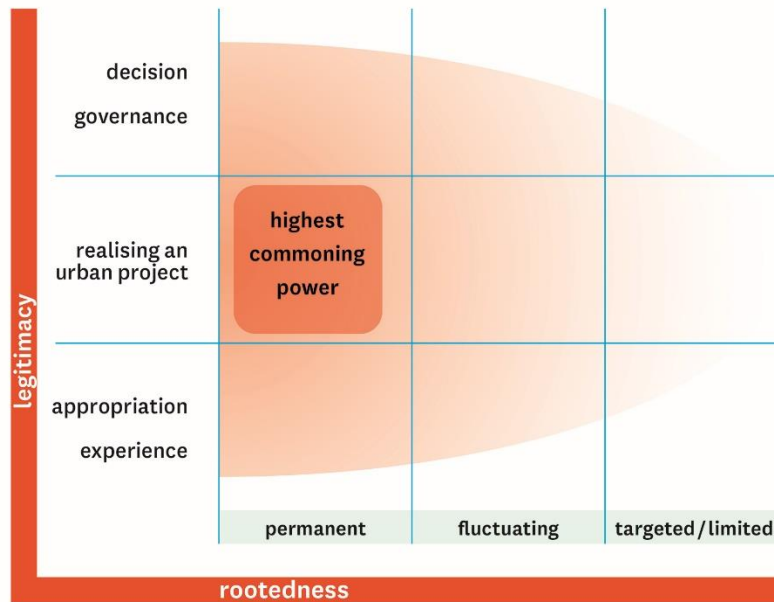 decision
governance
realising an
urban project
highest
commoning
power
appropriation
experience
legitimacy
permanent
fluctuating
targeted/limited
rootedness